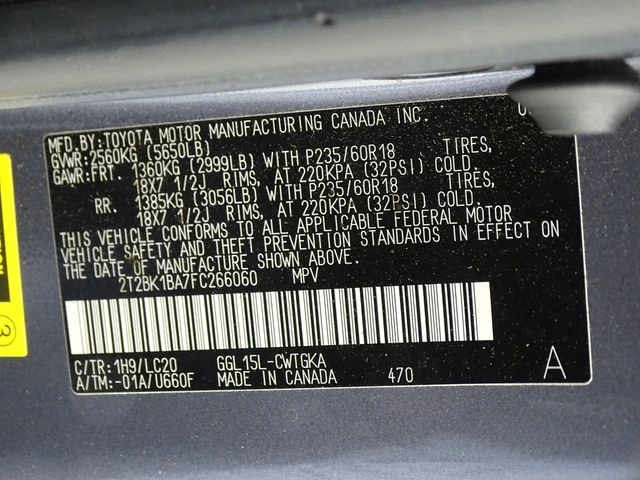 MFD.BY:TOYOTA MOTOR MANUFACTURING CANADA INC.
GVWR:2560KG (5650LB)
GAWR:FRT. 1360KG (2999LB) WITH P235/60R18 TIRES,
18X7 1/2J RIMS, AT 220KPA (32PSI) COLD.
RR. 1385KG (3056LB) WITH P235/60R18 TIRES,
18X7 1/2J RIMS, AT 220KPA (32PSI) COLD.
THIS VEHICLE CONFORMS TO ALL APPLICABLE FEDERAL MOTOR
VEHICLE SAFETY AND THEFT PREVENTION STANDARDS IN EFFECT ON
THE DATE OF MANUFACTURE SHOWN ABOVE.
2T2BK1BA7FC266060 MPV
C/TR:1H9/LC20 GGL15L-CWTGKA
A/TM:-01A/U660F MADE IN CANADA 470 A
3